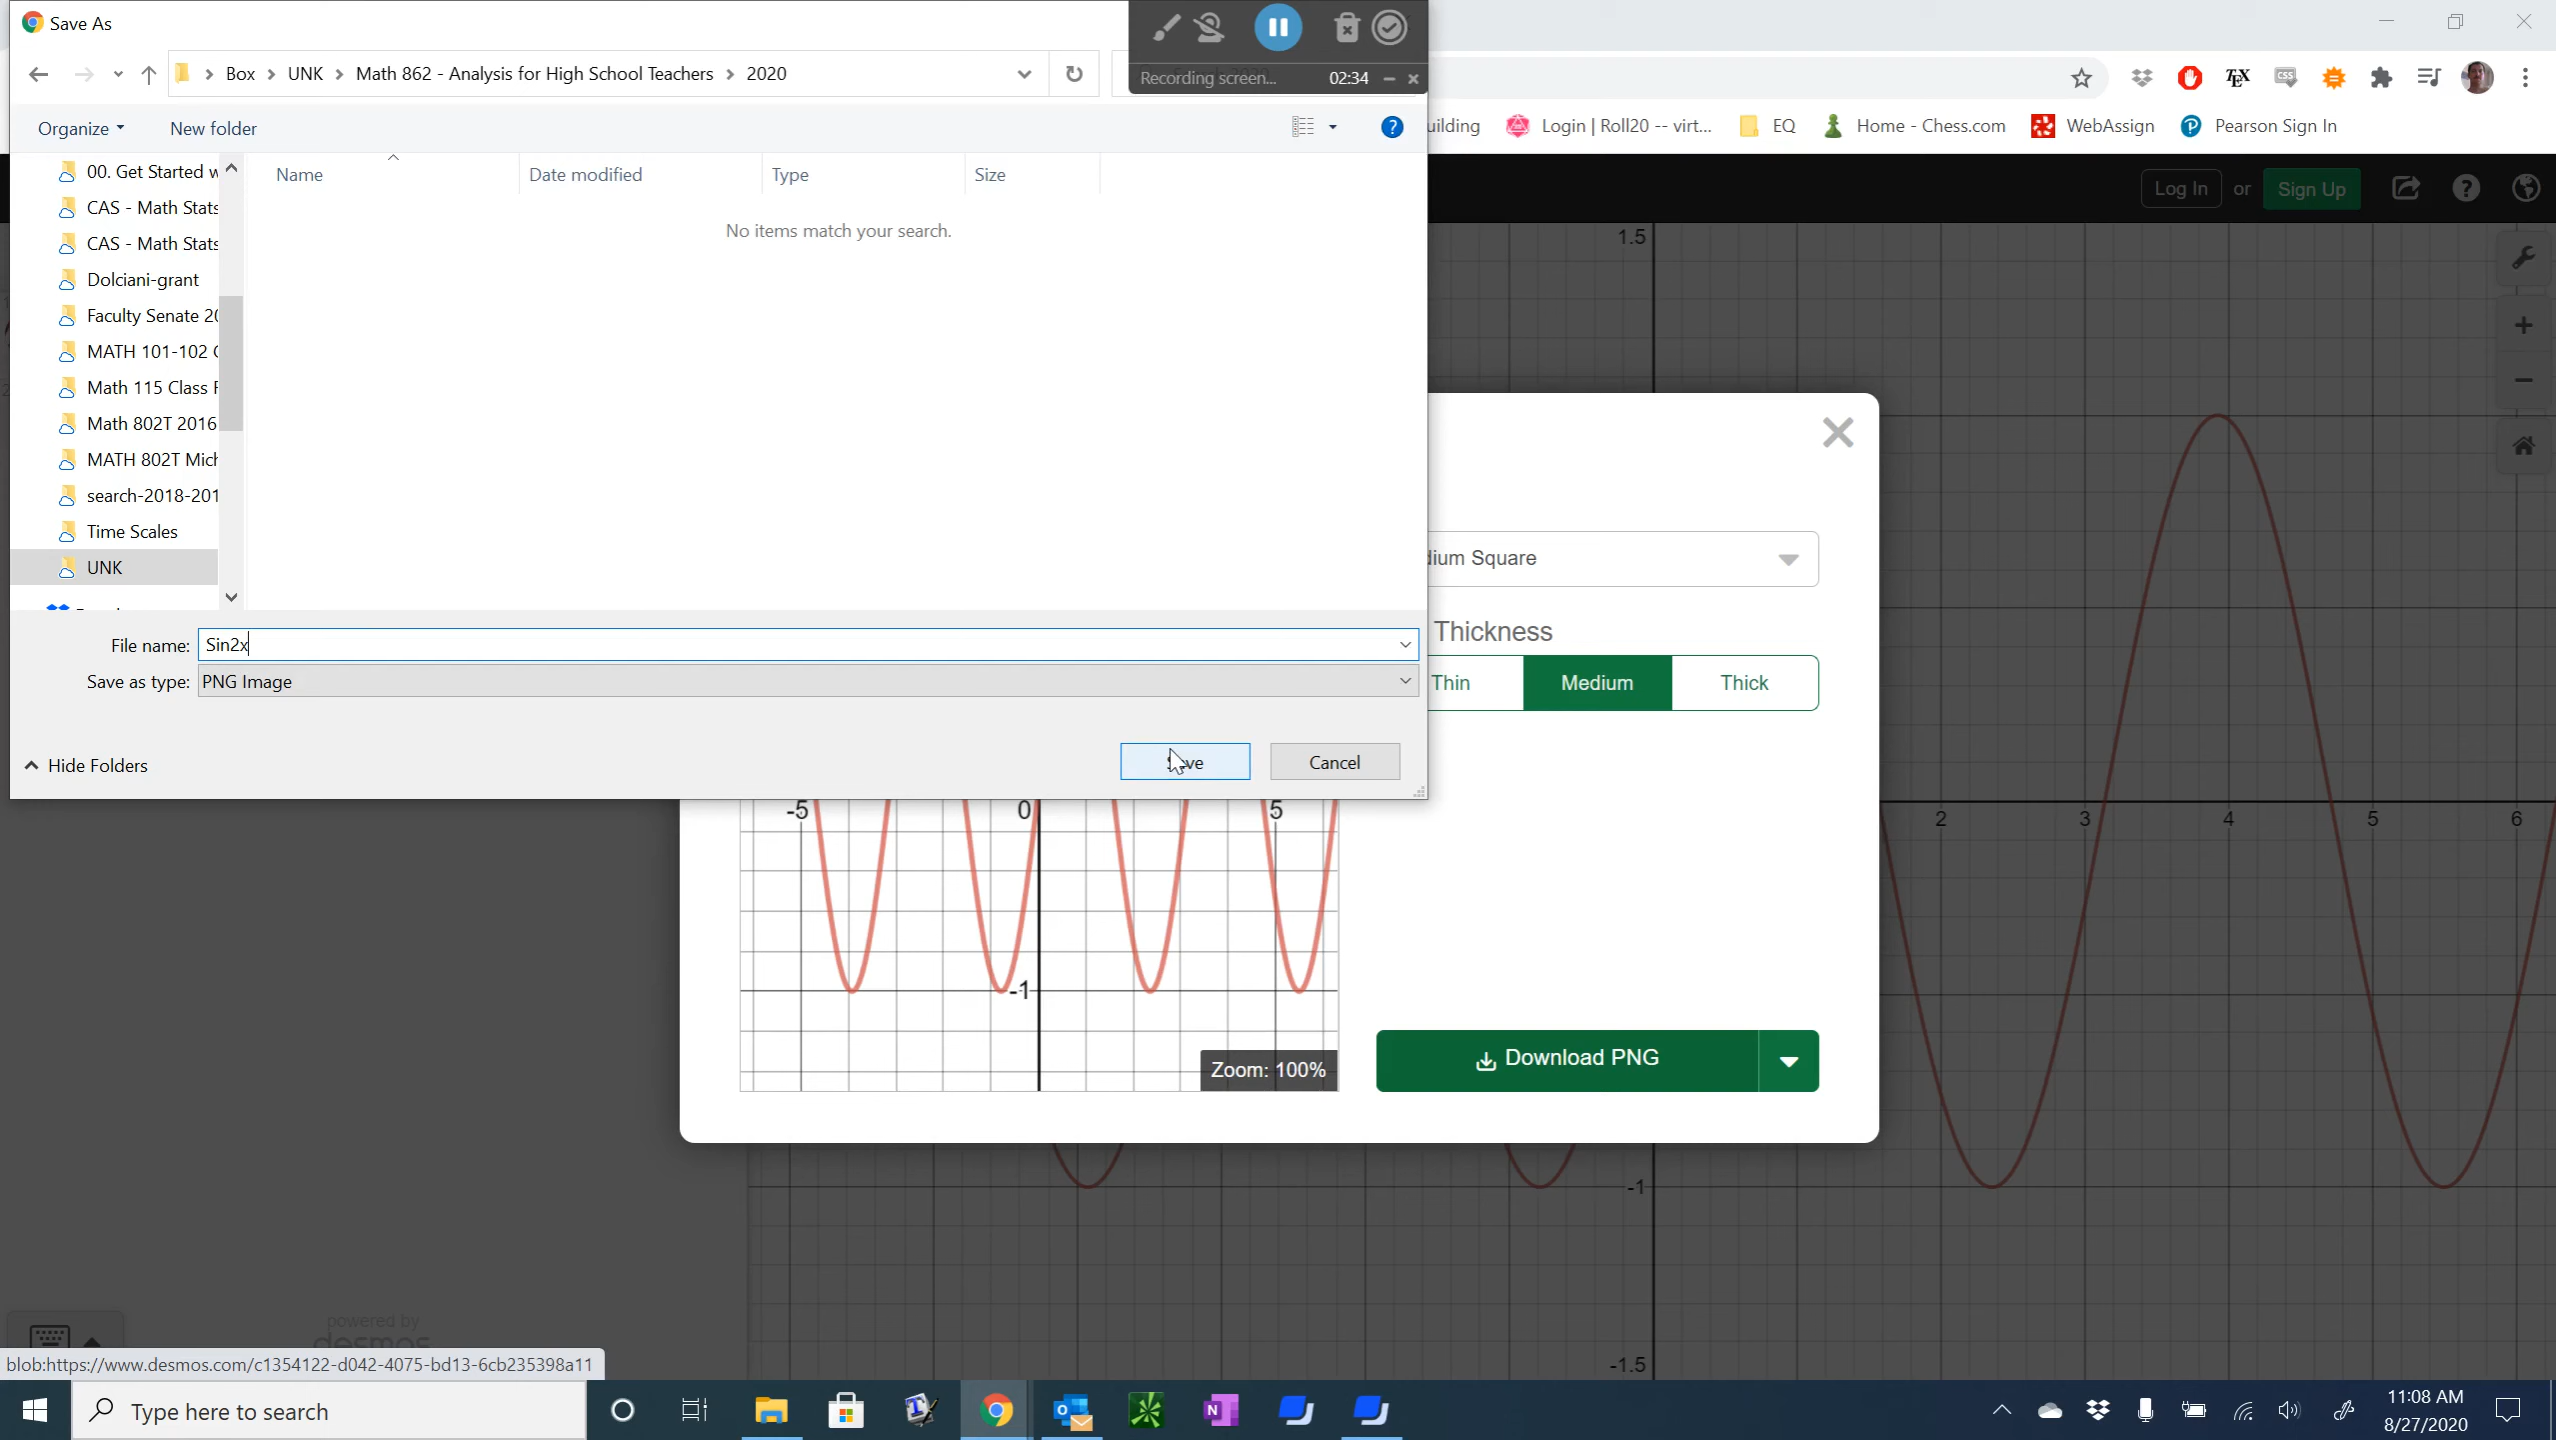 Save As
Recording screen... 02:34
Box > UNK > Math 862 - Analysis for High School Teachers > 2020
Organize New folder
uilding Login | Roll20 -- virt... EQ Home - Chess.com WebAssign Pearson Sign In
Name Date modified Type Size
No items match your search.
00. Get Started w
CAS - Math Stats
CAS - Math Stats
Dolciani-grant
Faculty Senate 20
MATH 101-102 C
Math 115 Class F
Math 802T 2016
MATH 802T Mich
search-2018-201
Time Scales
UNK
File name: Sin2x
Save as type: PNG Image
Hide Folders
Save Cancel
Log In or Sign Up
1.5
dium Square
Thickness
Thin Medium Thick
-5 0 5
-1
Zoom: 100%
Download PNG
2 3 4 5 6
-1
-1.5
powered by
desmos
blob:https://www.desmos.com/c1354122-d042-4075-bd13-6cb235398a11
Type here to search
11:08 AM
8/27/2020